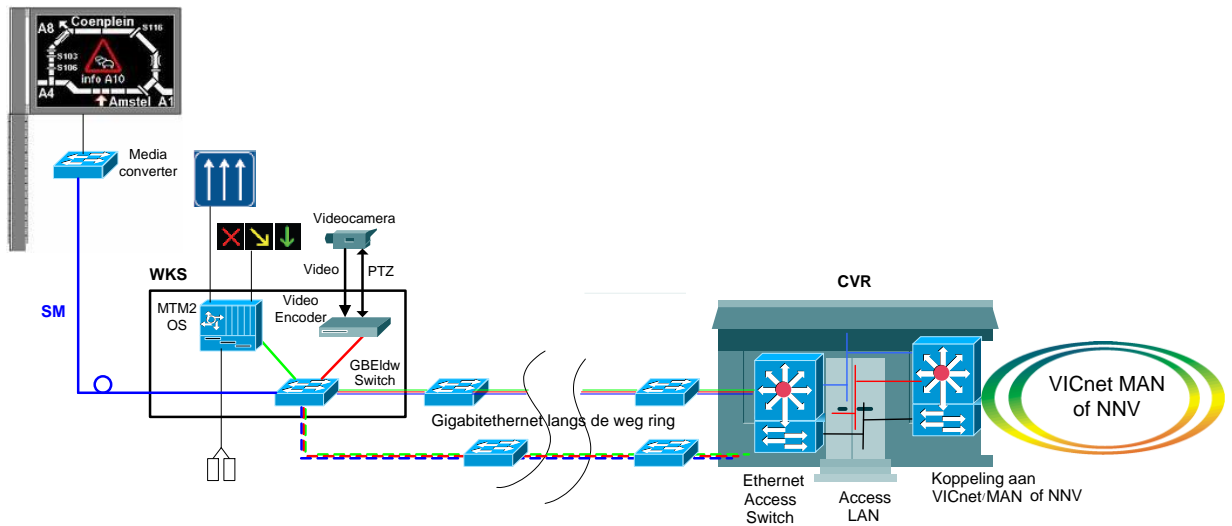 A8
Coenplein
S116
S103
S106
info A10
A4
Amstel A1
Media
converter
Videocamera
Video
PTZ
WKS
CVR
SM
MTM2
OS
Video
Encoder
GBEldw
Switch
Gigabitethernet langs de weg ring
VICnet MAN
of NNV
Ethernet
Access
Switch
Access
LAN
Koppeling aan
VICnet/MAN of NNV